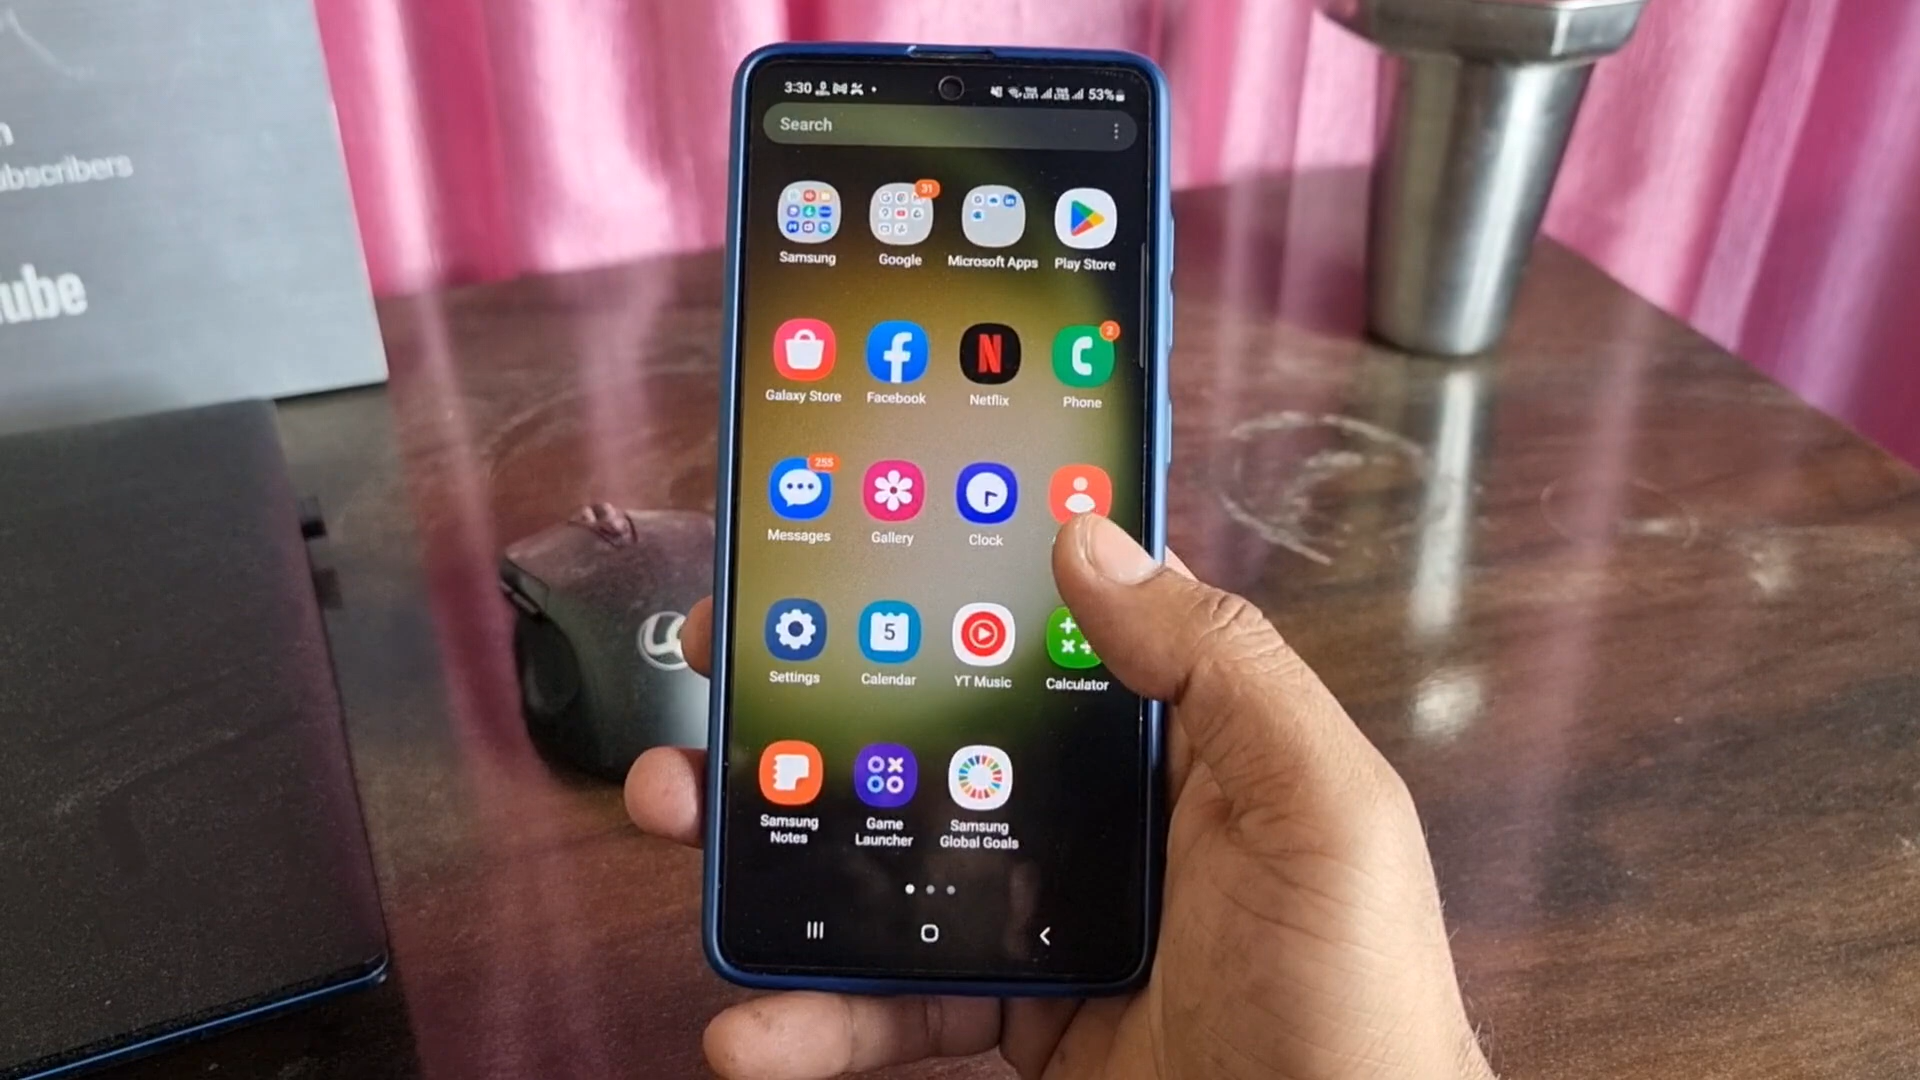 ubscribers
ube
3:30
53%
Search
31
Samsung
Google
Microsoft Apps
Play Store
2
Galaxy Store
Facebook
Netflix
Phone
255
Messages
Gallery
Clock
5
Settings
Calendar
YT Music
Calculator
Samsung
Notes
Game
Launcher
Samsung
Global Goals